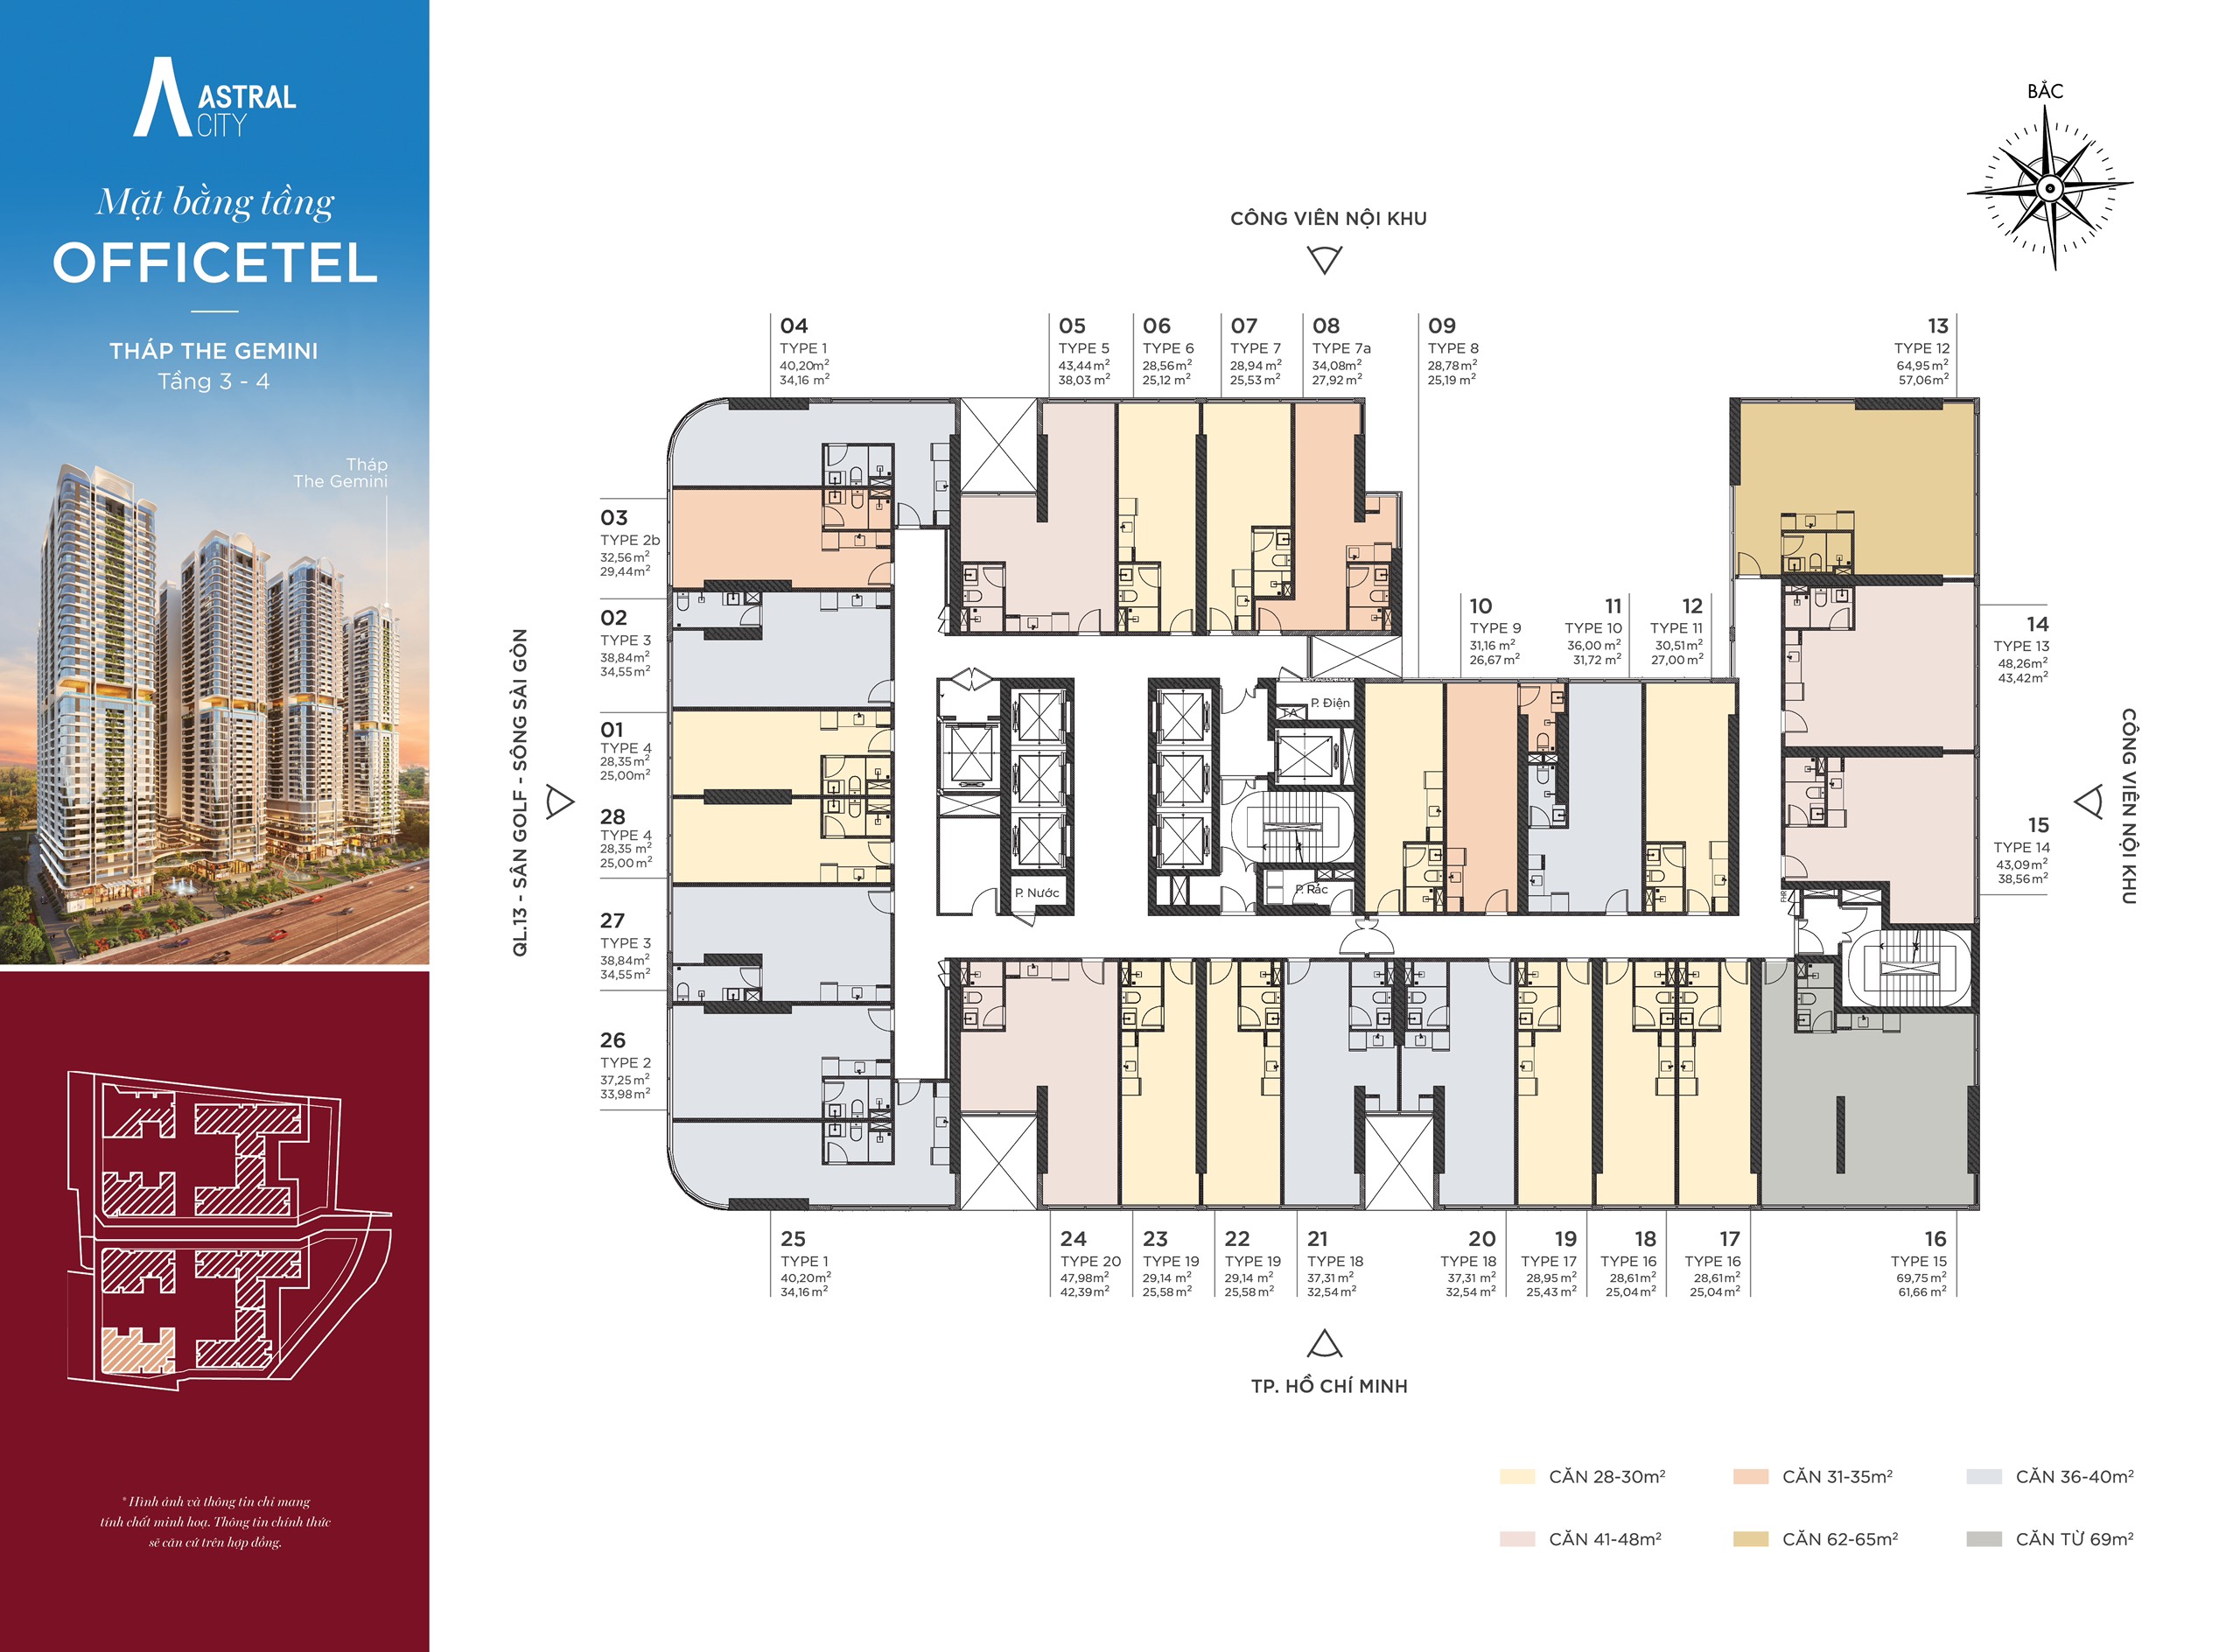 ASTRAL
CITY
Mặt bằng tầng
OFFICETEL
THÁP THE GEMINI
Tầng 3 - 4
Tháp
The Gemini
* Hình ảnh và thông tin chỉ mang
tính chất minh hoạ. Thông tin chính thức
sẽ căn cứ trên hợp đồng.
BẮC
CÔNG VIÊN NỘI KHU
04
TYPE 1
40,20m²
34,16 m²
05
TYPE 5
43,44m²
38,03 m²
06
TYPE 6
28,56m²
25,12 m²
07
TYPE 7
28,94m²
25,53 m²
08
TYPE 7a
34,08m²
27,92 m²
09
TYPE 8
28,78m²
25,19 m²
13
TYPE 12
64,95m²
57,06m²
03
TYPE 2b
32,56m²
29,44m²
02
TYPE 3
38,84m²
34,55m²
01
TYPE 4
28,35m²
25,00m²
28
TYPE 4
28,35 m²
25,00 m²
27
TYPE 3
38,84m²
34,55m²
26
TYPE 2
37,25m²
33,98m²
QL.13 - SÂN GOLF - SÔNG SÀI GÒN
10
TYPE 9
31,16 m²
26,67 m²
11
TYPE 10
36,00 m²
31,72 m²
12
TYPE 11
30,51m²
27,00 m²
14
TYPE 13
48,26m²
43,42m²
15
TYPE 14
43,09m²
38,56m²
CÔNG VIÊN NỘI KHU
P. Điện
TA
P. Nước
P. Rác
FHR
25
TYPE 1
40,20m²
34,16m²
24
TYPE 20
47,98m²
42,39m²
23
TYPE 19
29,14 m²
25,58 m²
22
TYPE 19
29,14 m²
25,58 m²
21
TYPE 18
37,31 m²
32,54 m²
20
TYPE 18
37,31 m²
32,54 m²
19
TYPE 17
28,95 m²
25,43 m²
18
TYPE 16
28,61m²
25,04 m²
17
TYPE 16
28,61m²
25,04 m²
16
TYPE 15
69,75m²
61,66 m²
TP. HỒ CHÍ MINH
CĂN 28-30m²
CĂN 31-35m²
CĂN 36-40m²
CĂN 41-48m²
CĂN 62-65m²
CĂN TỪ 69m²